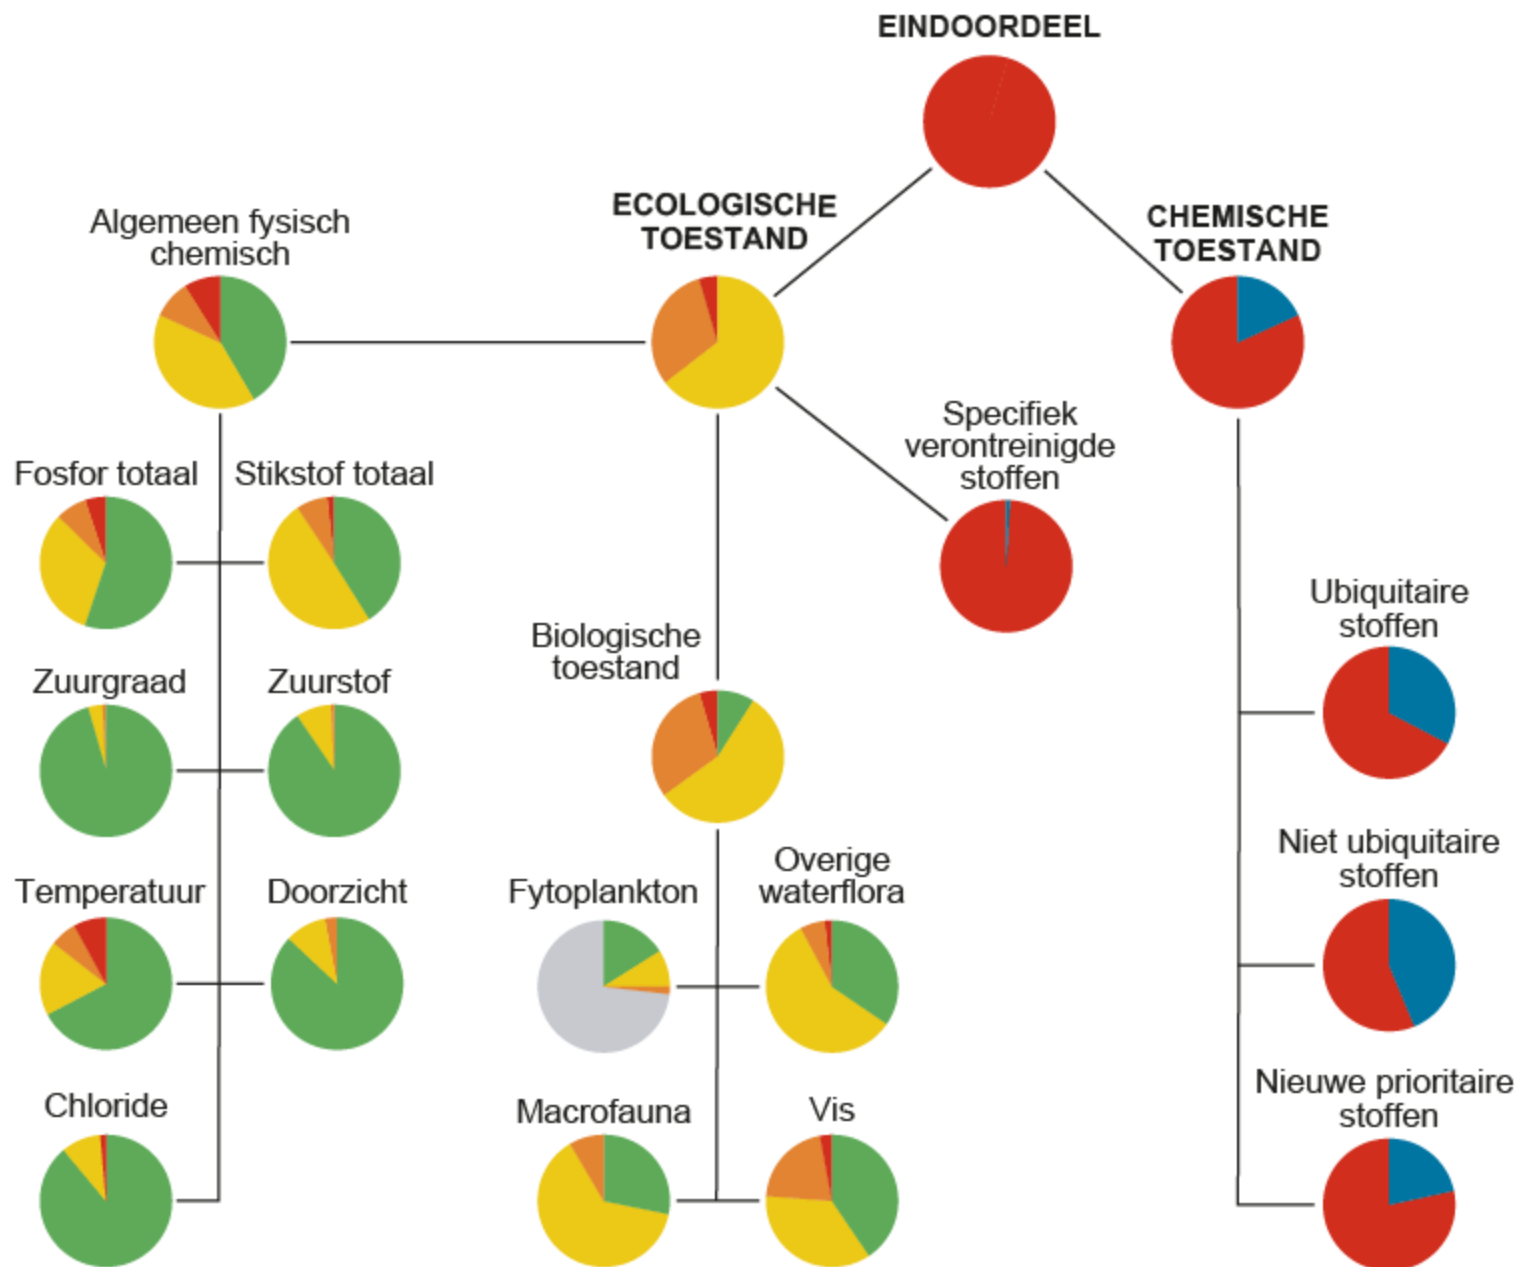 EINDOORDEEL
ECOLOGISCHE
TOESTAND
CHEMISCHE
TOESTAND
Algemeen fysisch
chemisch
Specifiek
verontreinigde
stoffen
Fosfor totaal
Stikstof totaal
Zuurgraad
Zuurstof
Temperatuur
Doorzicht
Chloride
Biologische
toestand
Fytoplankton
Overige
waterflora
Macrofauna
Vis
Ubiquitaire
stoffen
Niet ubiquitaire
stoffen
Nieuwe prioritaire
stoffen